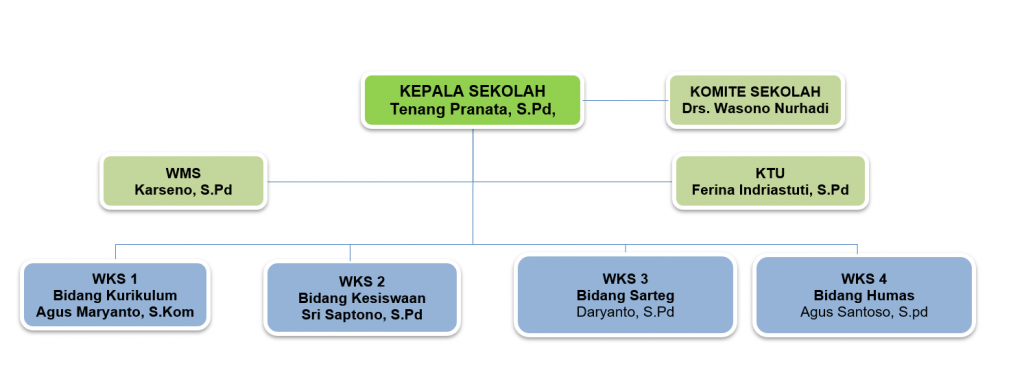 KEPALA SEKOLAH
Tenang Pranata, S.Pd,
KOMITE SEKOLAH
Drs. Wasono Nurhadi
WMS
Karseno, S.Pd
KTU
Ferina Indriastuti, S.Pd
WKS 1
Bidang Kurikulum
Agus Maryanto, S.Kom
WKS 2
Bidang Kesiswaan
Sri Saptono, S.Pd
WKS 3
Bidang Sarteg
Daryanto, S.Pd
WKS 4
Bidang Humas
Agus Santoso, S.pd